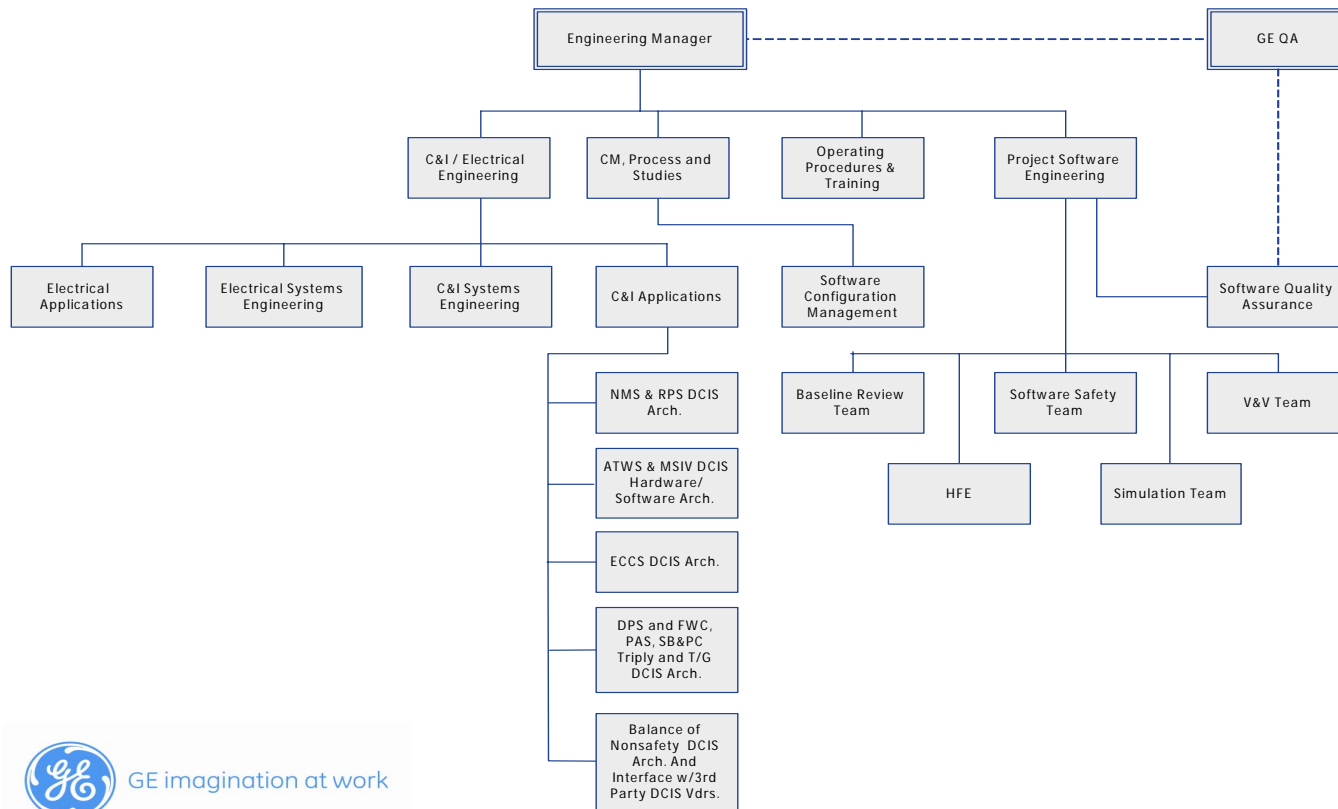 Engineering Manager
GE QA
C&I / Electrical
Engineering
CM, Process and
Studies
Operating
Procedures &
Training
Project Software
Engineering
Electrical
Applications
Electrical Systems
Engineering
C&I Systems
Engineering
C&I Applications
Software
Configuration
Management
Software Quality
Assurance
NMS & RPS DCIS
Arch.
Baseline Review
Team
Software Safety
Team
V&V Team
ATWS & MSIV DCIS
Hardware/
Software Arch.
HFE
Simulation Team
ECCS DCIS Arch.
DPS and FWC,
PAS, SB&PC
Triply and T/G
DCIS Arch.
Balance of
Nonsafety DCIS
Arch. And
Interface w/3rd
Party DCIS Vdrs.
GE
GE imagination at work